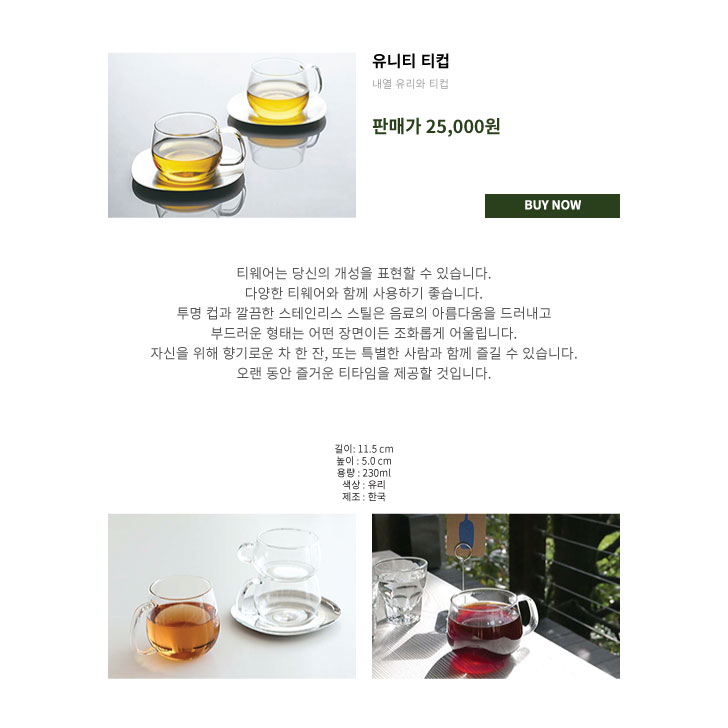 유니티 티컵
내열 유리와 티컵
판매가 25,000원
BUY NOW
티웨어는 당신의 개성을 표현할 수 있습니다.
다양한 티웨어와 함께 사용하기 좋습니다.
투명 컵과 깔끔한 스테인리스 스틸은 음료의 아름다움을 드러내고
부드러운 형태는 어떤 장면이든 조화롭게 어울립니다.
자신을 위해 향기로운 차 한 잔, 또는 특별한 사람과 함께 즐길 수 있습니다.
오랜 동안 즐거운 티타임을 제공할 것입니다.
길이: 11.5 cm
높이 : 5.0 cm
용량 : 230ml
색상 : 유리
제조 : 한국